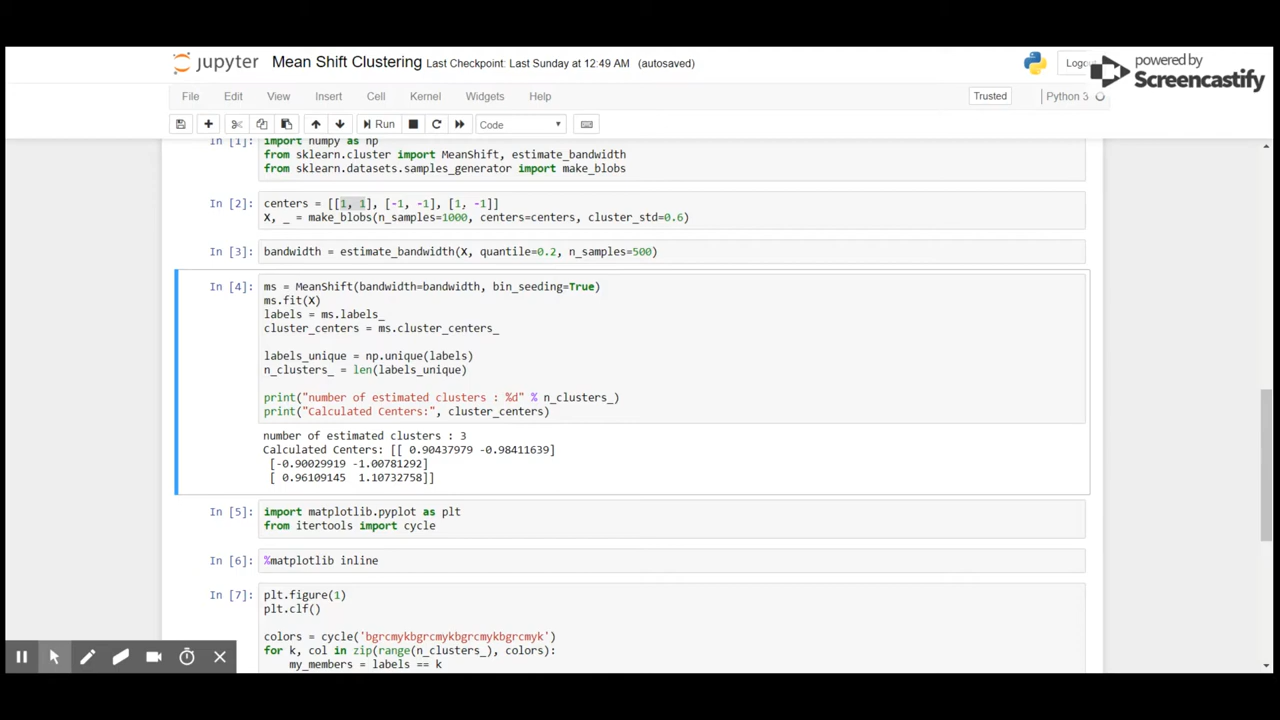 powered by
Screencastify
jupyter Mean Shift Clustering Last Checkpoint: Last Sunday at 12:49 AM (autosaved)
Logout
File Edit View Insert Cell Kernel Widgets Help
Trusted
Python 3
Run
Code
In [1]: import numpy as np
from sklearn.cluster import MeanShift, estimate_bandwidth
from sklearn.datasets.samples_generator import make_blobs
In [2]: centers = [[1, 1], [-1, -1], [1, -1]]
X, _ = make_blobs(n_samples=1000, centers=centers, cluster_std=0.6)
In [3]: bandwidth = estimate_bandwidth(X, quantile=0.2, n_samples=500)
In [4]: ms = MeanShift(bandwidth=bandwidth, bin_seeding=True)
ms.fit(X)
labels = ms.labels_
cluster_centers = ms.cluster_centers_
labels_unique = np.unique(labels)
n_clusters_ = len(labels_unique)
print("number of estimated clusters : %d" % n_clusters_)
print("Calculated Centers:", cluster_centers)
number of estimated clusters : 3
Calculated Centers: [[ 0.90437979 -0.98411639]
[-0.90029919 -1.00781292]
[ 0.96109145 1.10732758]]
In [5]: import matplotlib.pyplot as plt
from itertools import cycle
In [6]: %matplotlib inline
In [7]: plt.figure(1)
plt.clf()
colors = cycle('bgrcmykbgrcmykbgrcmykbgrcmyk')
for k, col in zip(range(n_clusters_), colors):
my_members = labels == k